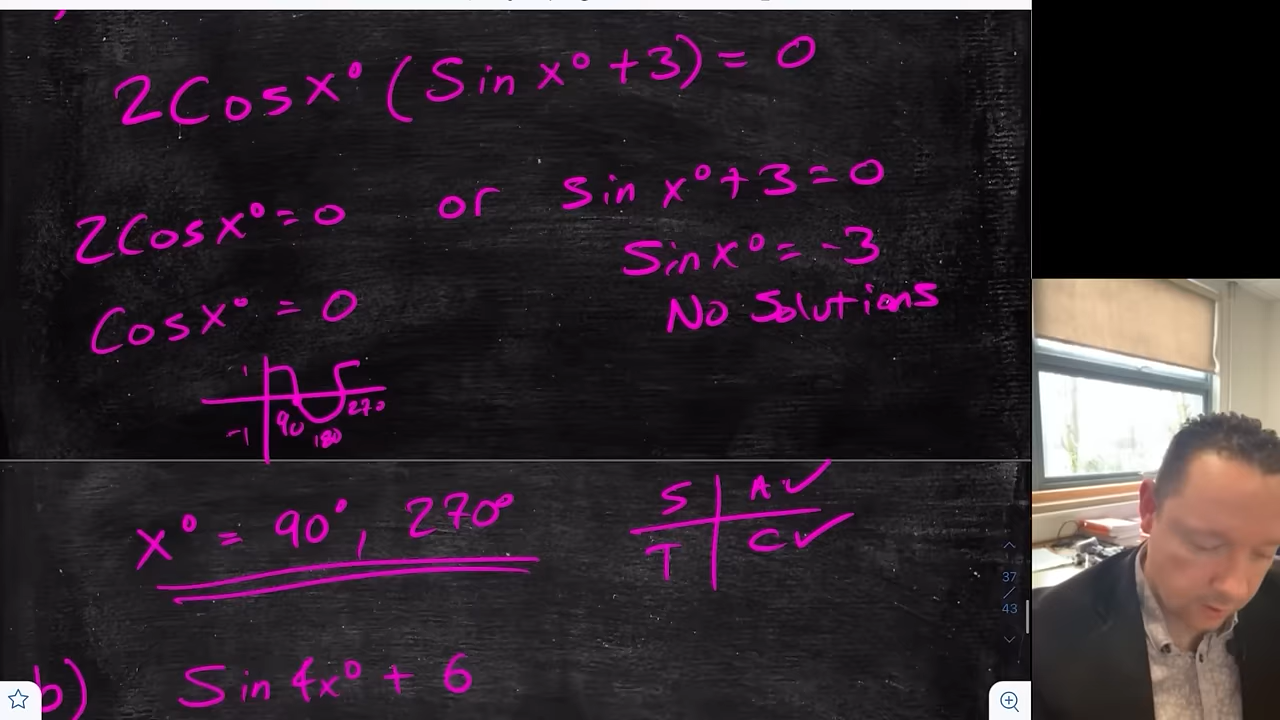 2Cosx° (Sin x° + 3) = 0
2Cosx° = 0 or Sin x° + 3 = 0
Sinx° = -3
Cosx° = 0
No Solutions
1
90 270
-1 180
S A✓
x° = 90°, 270°
T C✓
37
/
43
b) Sin 4x° + 6